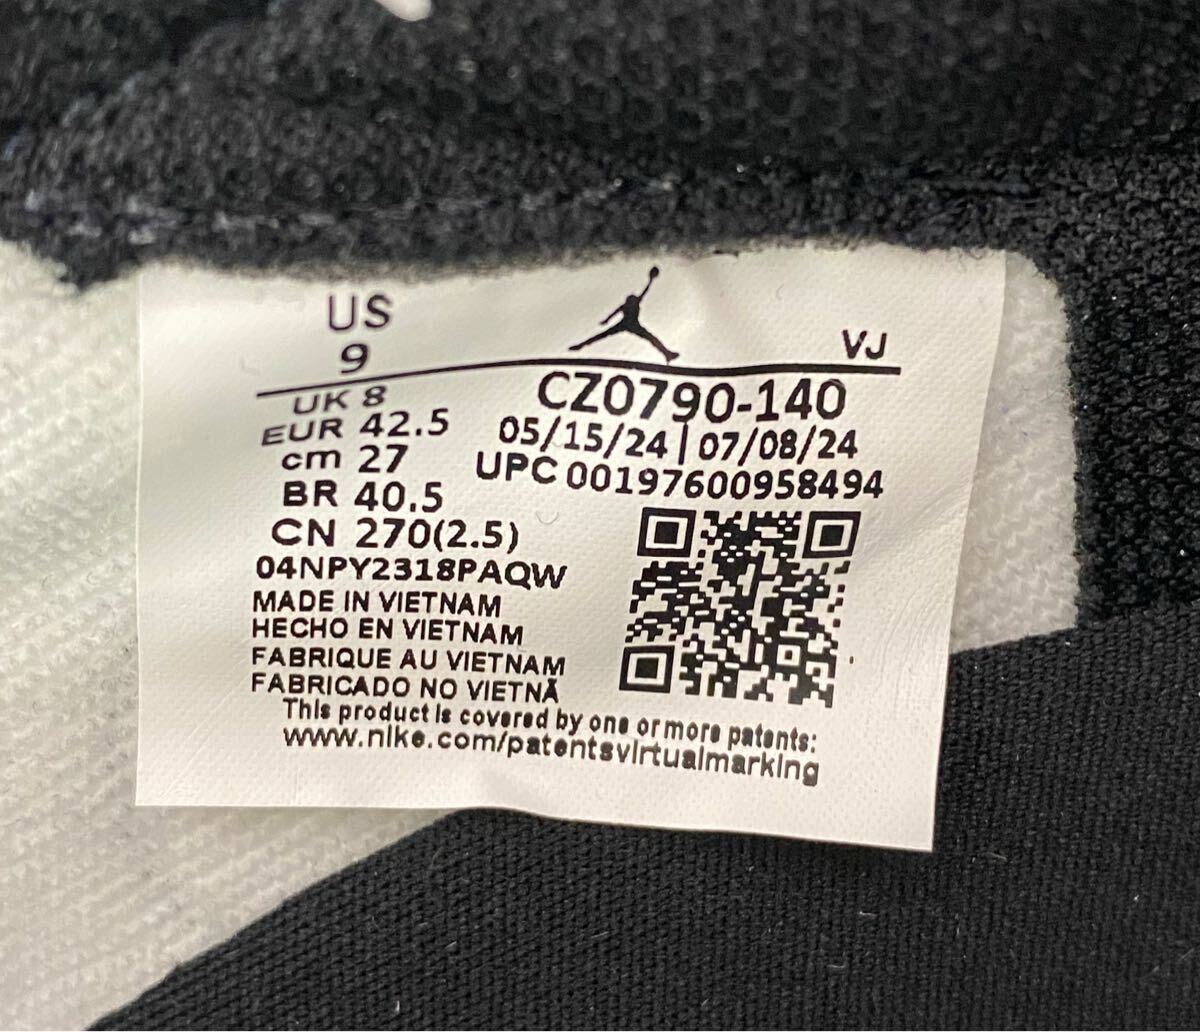 US
9
VJ
UK 8
EUR 42.5
cm 27
BR 40.5
CN 270(2.5)
CZ0790-140
05/15/24 | 07/08/24
UPC 001976009 58494
04NPY2318PAQW
MADE IN VIETNAM
HECHO EN VIETNAM
FABRIQUE AU VIETNAM
FABRICADO NO VIETNÃ
This product is covered by one or more patents:
www.nike.com/patentsvirtualmarking